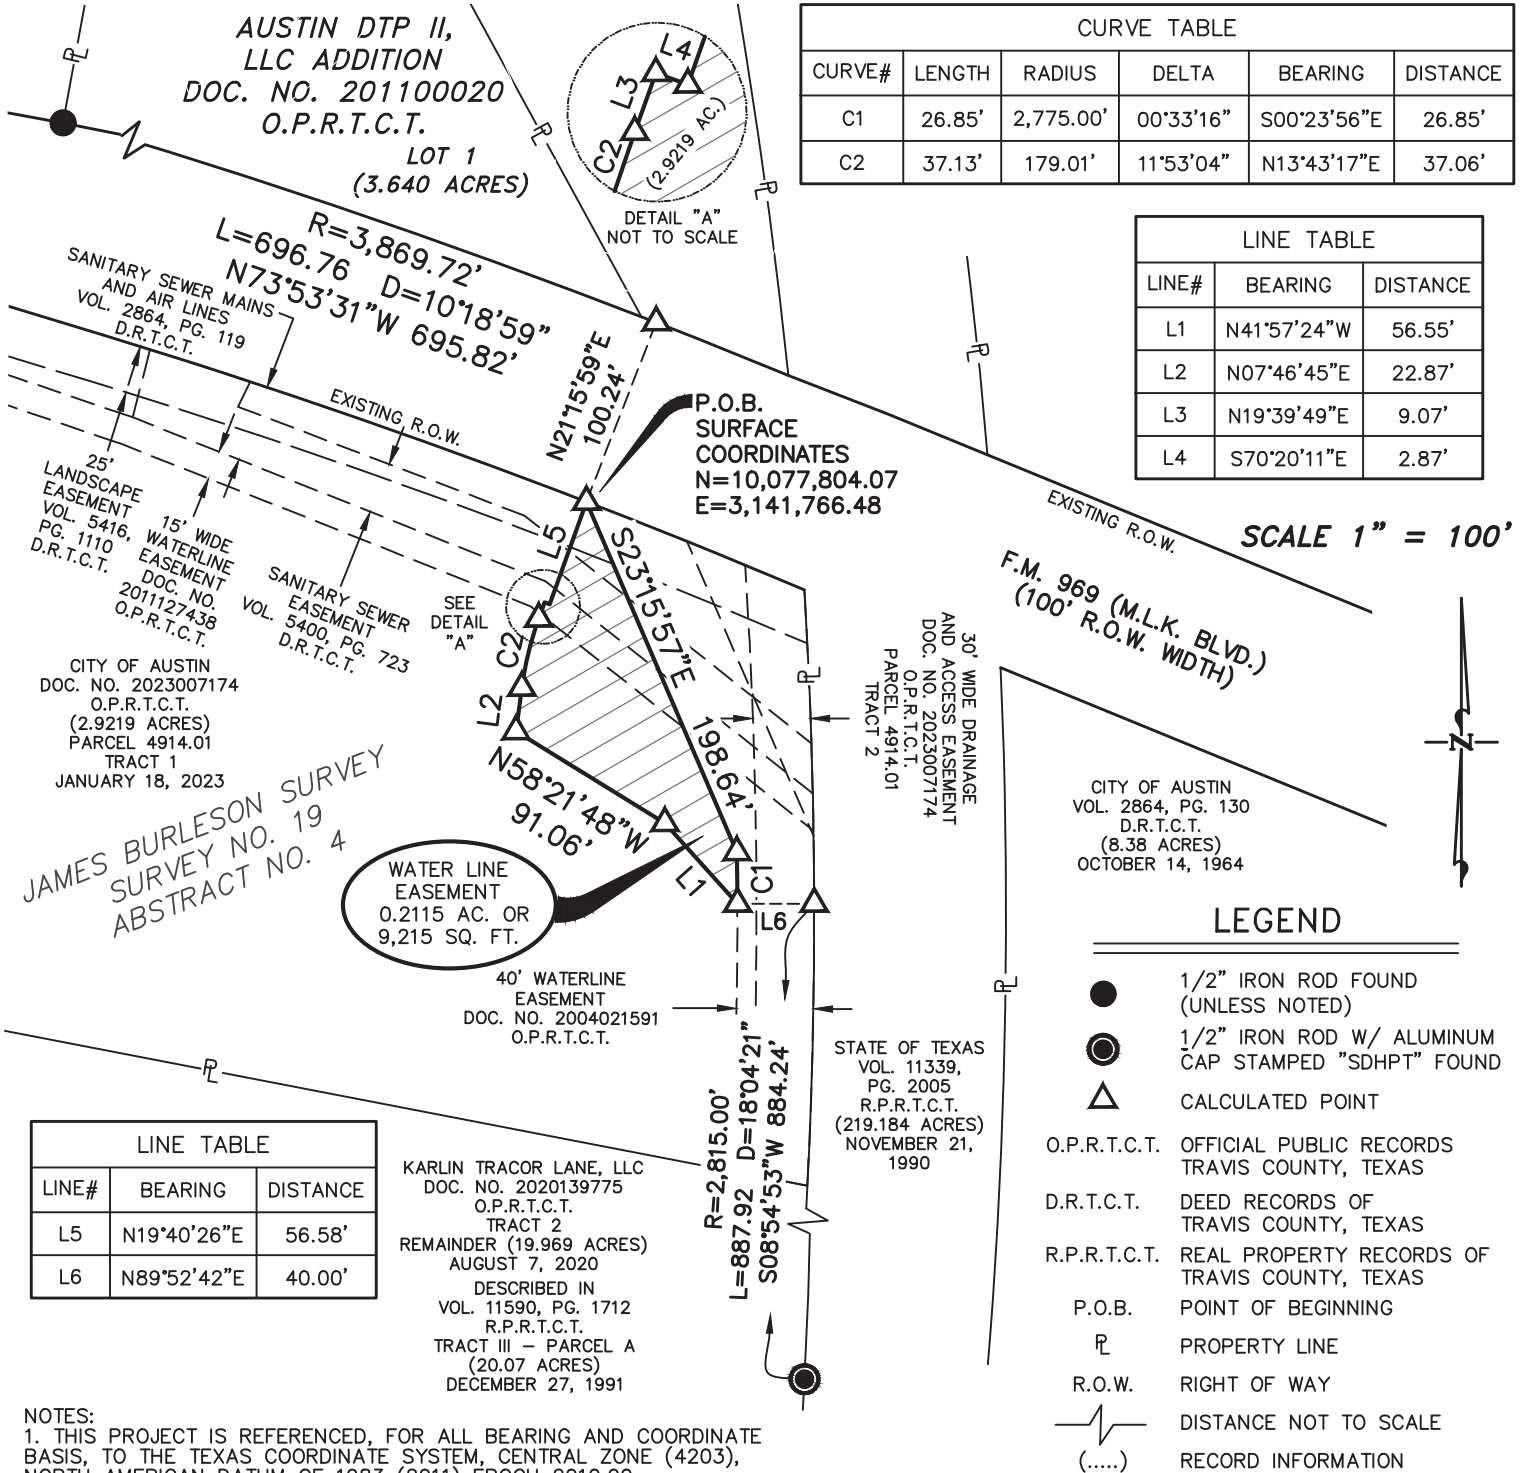 AUSTIN DTP II,
LLC ADDITION
DOC. NO. 201100020
O.P.R.T.C.T.
LOT 1
(3.640 ACRES)
L4
L3
C2
(2.9219 AC.)
DETAIL "A"
NOT TO SCALE
CURVE TABLE
CURVE# LENGTH RADIUS DELTA BEARING DISTANCE
C1 26.85' 2,775.00' 00°33'16" S00°23'56"E 26.85'
C2 37.13' 179.01' 11°53'04" N13°43'17"E 37.06'
LINE TABLE
LINE# BEARING DISTANCE
L1 N41°57'24"W 56.55'
L2 N07°46'45"E 22.87'
L3 N19°39'49"E 9.07'
L4 S70°20'11"E 2.87'
R=3,869.72'
L=696.76 D=10°18'59"
N73°53'31"W 695.82'
SANITARY SEWER MAINS
AND AIR LINES
VOL. 2864, PG. 119
D.R.T.C.T.
EXISTING R.O.W.
N21°15'59"E
100.24'
P.O.B.
SURFACE
COORDINATES
N=10,077,804.07
E=3,141,766.48
EXISTING R.O.W.
SCALE 1" = 100'
F.M. 969 (M.L.K. BLVD.)
(100' R.O.W. WIDTH)
25'
LANDSCAPE
EASEMENT
VOL. 5416,
PG. 1110
D.R.T.C.T.
15' WIDE
WATERLINE
EASEMENT
DOC. NO.
2011127438
O.P.R.T.C.T.
SANITARY SEWER
EASEMENT
VOL. 5400, PG. 723
D.R.T.C.T.
SEE
DETAIL
"A"
L5
C2
L2
S23°15'57"E 198.64'
N58°21'48"W
91.06'
L1
C1
L6
30' WIDE DRAINAGE
AND ACCESS EASEMENT
DOC. NO. 2023007174
O.P.R.T.C.T.
PARCEL 4914.01
TRACT 2
CITY OF AUSTIN
DOC. NO. 2023007174
O.P.R.T.C.T.
(2.9219 ACRES)
PARCEL 4914.01
TRACT 1
JANUARY 18, 2023
JAMES BURLESON SURVEY
SURVEY NO. 19
ABSTRACT NO. 4
N
CITY OF AUSTIN
VOL. 2864, PG. 130
D.R.T.C.T.
(8.38 ACRES)
OCTOBER 14, 1964
WATER LINE
EASEMENT
0.2115 AC. OR
9,215 SQ. FT.
40' WATERLINE
EASEMENT
DOC. NO. 2004021591
O.P.R.T.C.T.
R=2,815.00'
L=887.92 D=18°04'21"
S08°54'53"W 884.24'
STATE OF TEXAS
VOL. 11339,
PG. 2005
R.P.R.T.C.T.
(219.184 ACRES)
NOVEMBER 21,
1990
LINE TABLE
LINE# BEARING DISTANCE
L5 N19°40'26"E 56.58'
L6 N89°52'42"E 40.00'
KARLIN TRACOR LANE, LLC
DOC. NO. 2020139775
O.P.R.T.C.T.
TRACT 2
REMAINDER (19.969 ACRES)
AUGUST 7, 2020
DESCRIBED IN
VOL. 11590, PG. 1712
R.P.R.T.C.T.
TRACT III – PARCEL A
(20.07 ACRES)
DECEMBER 27, 1991
LEGEND
1/2" IRON ROD FOUND
(UNLESS NOTED)
1/2" IRON ROD W/ ALUMINUM
CAP STAMPED "SDHPT" FOUND
CALCULATED POINT
O.P.R.T.C.T. OFFICIAL PUBLIC RECORDS
TRAVIS COUNTY, TEXAS
D.R.T.C.T. DEED RECORDS OF
TRAVIS COUNTY, TEXAS
R.P.R.T.C.T. REAL PROPERTY RECORDS OF
TRAVIS COUNTY, TEXAS
P.O.B. POINT OF BEGINNING
PL PROPERTY LINE
R.O.W. RIGHT OF WAY
DISTANCE NOT TO SCALE
(.....) RECORD INFORMATION
NOTES:
1. THIS PROJECT IS REFERENCED, FOR ALL BEARING AND COORDINATE
BASIS, TO THE TEXAS COORDINATE SYSTEM, CENTRAL ZONE (4203),